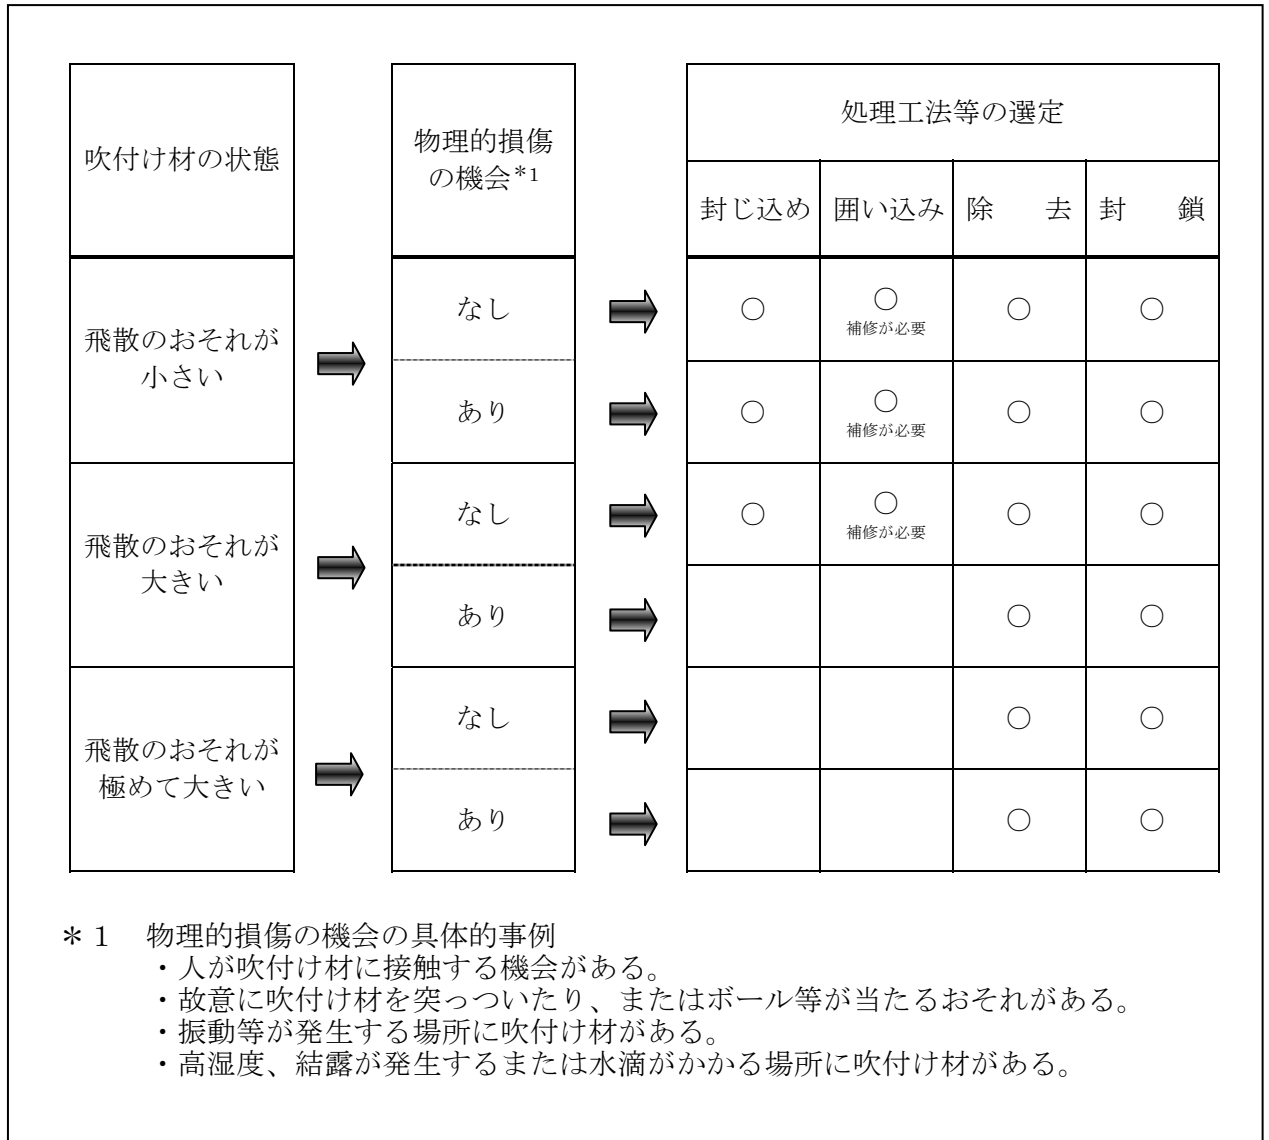 吹付け材の状態
物理的損傷
の機会*1
処理工法等の選定
封じ込め 囲い込み 除　去 封　鎖
飛散のおそれが
小さい
なし ○ ○ ○ ○
補修が必要
あり ○ ○ ○ ○
補修が必要
飛散のおそれが
大きい
なし ○ ○ ○ ○
補修が必要
あり ○ ○
飛散のおそれが
極めて大きい
なし ○ ○
あり ○ ○
＊1　物理的損傷の機会の具体的事例
・人が吹付け材に接触する機会がある。
・故意に吹付け材を突っついたり、またはボール等が当たるおそれがある。
・振動等が発生する場所に吹付け材がある。
・高湿度、結露が発生するまたは水滴がかかる場所に吹付け材がある。